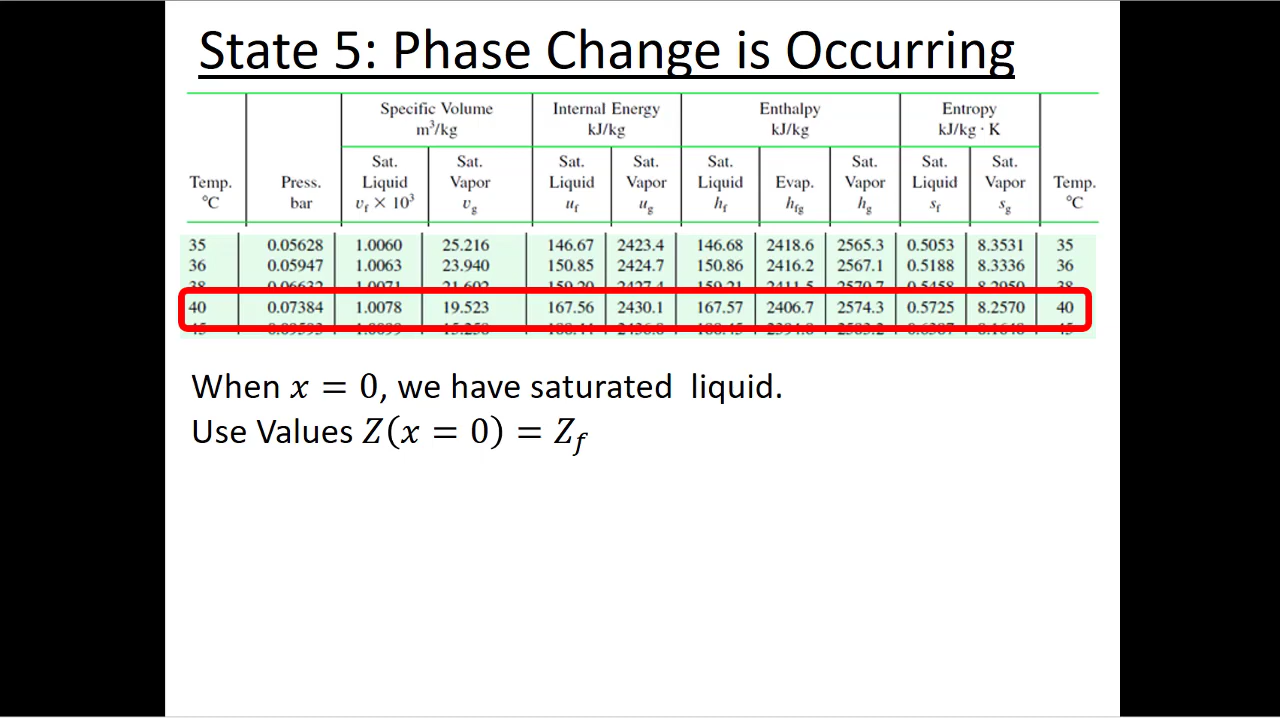 State 5: Phase Change is Occurring
Specific Volume Internal Energy Enthalpy Entropy
m³/kg kJ/kg kJ/kg kJ/kg · K
Sat. Sat. Sat. Sat. Sat. Sat. Sat. Sat.
Temp. Press. Liquid Vapor Liquid Vapor Liquid Evap. Vapor Liquid Vapor Temp.
°C bar v_f × 10³ v_g u_f u_g h_f h_fg h_g s_f s_g °C
35 0.05628 1.0060 25.216 146.67 2423.4 146.68 2418.6 2565.3 0.5053 8.3531 35
36 0.05947 1.0063 23.940 150.85 2424.7 150.86 2416.2 2567.1 0.5188 8.3336 36
40 0.07384 1.0078 19.523 167.56 2430.1 167.57 2406.7 2574.3 0.5725 8.2570 40
When x = 0, we have saturated liquid.
Use Values Z(x = 0) = Z_f